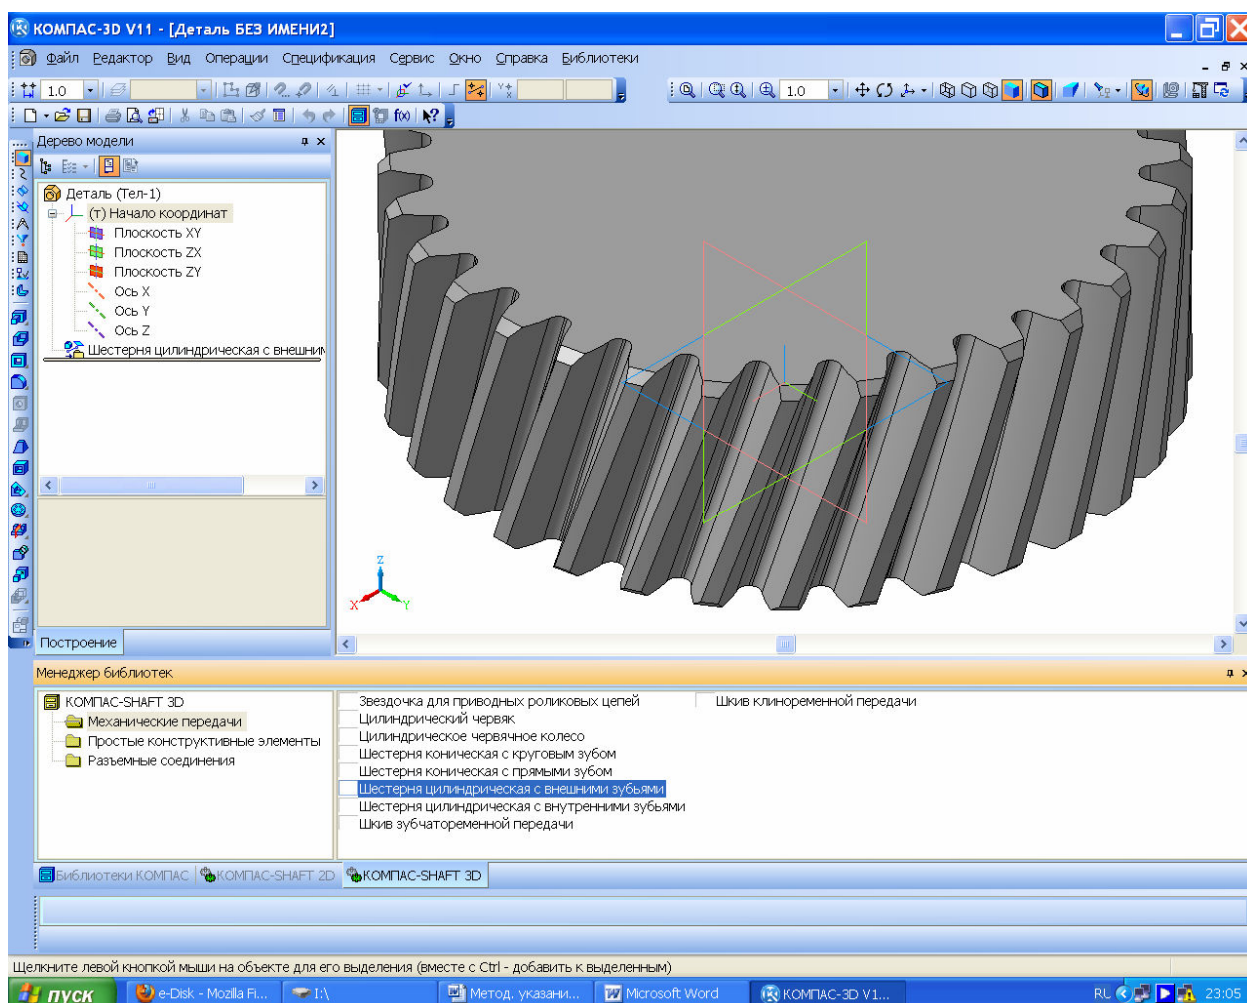 КОМПАС-3D V11 - [Деталь БЕЗ ИМЕНИ2]
Файл Редактор Вид Операции Спецификация Сервис Окно Справка Библиотеки
1.0 1.0
f(x)
Дерево модели
Деталь (Тел-1)
(т) Начало координат
Плоскость XY
Плоскость ZX
Плоскость ZY
Ось X
Ось Y
Ось Z
Шестерня цилиндрическая с внешним
Z
X Y
Построение
Менеджер библиотек
КОМПАС-SHAFT 3D
Механические передачи
Простые конструктивные элементы
Разъемные соединения
Звездочка для приводных роликовых цепей
Цилиндрический червяк
Цилиндрическое червячное колесо
Шестерня коническая с круговым зубом
Шестерня коническая с прямыми зубом
Шестерня цилиндрическая с внешними зубьями
Шестерня цилиндрическая с внутренними зубьями
Шкив зубчатоременной передачи
Шкив клиноременной передачи
Библиотеки КОМПАС КОМПАС-SHAFT 2D КОМПАС-SHAFT 3D
Щелкните левой кнопкой мыши на объекте для его выделения (вместе с Ctrl - добавить к выделенным)
пуск e-Disk - Mozilla Fi... I:\ Метод. указани... Microsoft Word КОМПАС-3D V1... RU 23:05